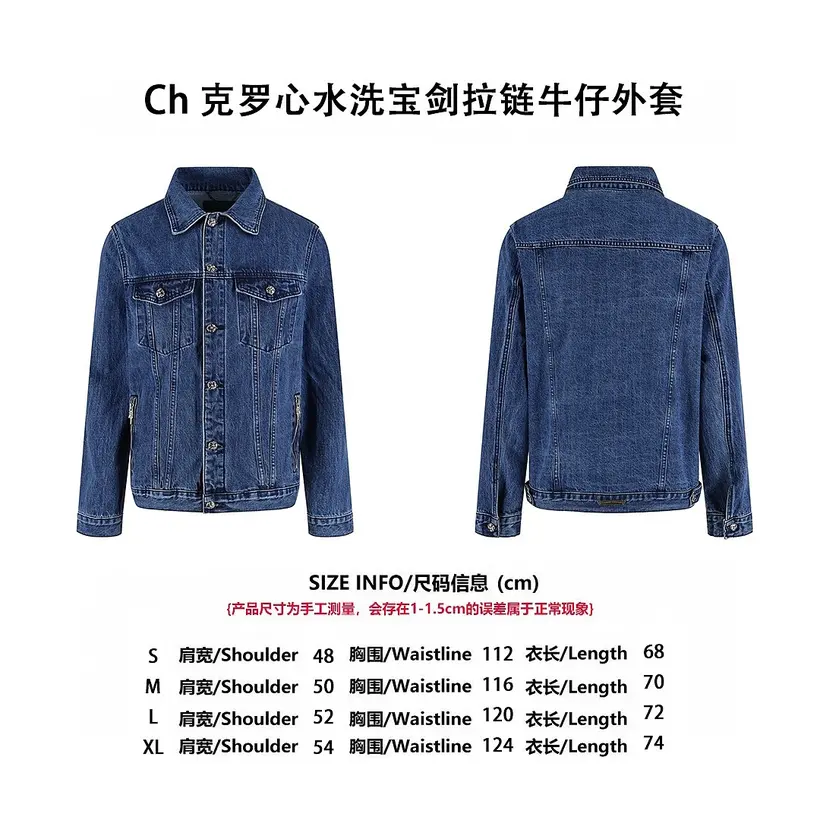 Ch 克罗心水洗宝剑拉链牛仔外套
SIZE INFO/尺码信息 (cm)
{产品尺寸为手工测量，会存在1-1.5cm的误差属于正常现象}
S 肩宽/Shoulder 48 胸围/Waistline 112 衣长/Length 68
M 肩宽/Shoulder 50 胸围/Waistline 116 衣长/Length 70
L 肩宽/Shoulder 52 胸围/Waistline 120 衣长/Length 72
XL 肩宽/Shoulder 54 胸围/Waistline 124 衣长/Length 74